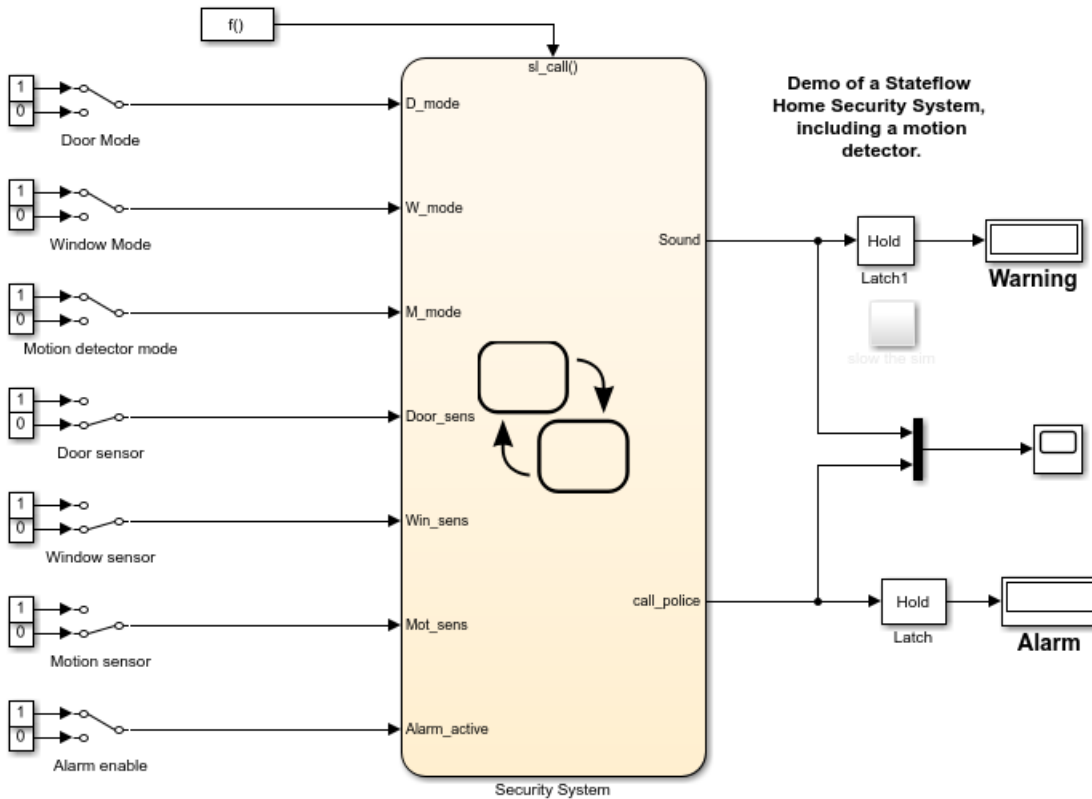 f()
sl_call()
Demo of a Stateflow
Home Security System,
including a motion
detector.
1
0
Door Mode
D_mode
1
0
Window Mode
W_mode
Sound
Hold
Latch1
Warning
1
0
Motion detector mode
M_mode
slow the sim
1
0
Door sensor
Door_sens
1
0
Window sensor
Win_sens
1
0
Motion sensor
Mot_sens
call_police
Hold
Latch
Alarm
1
0
Alarm enable
Alarm_active
Security System